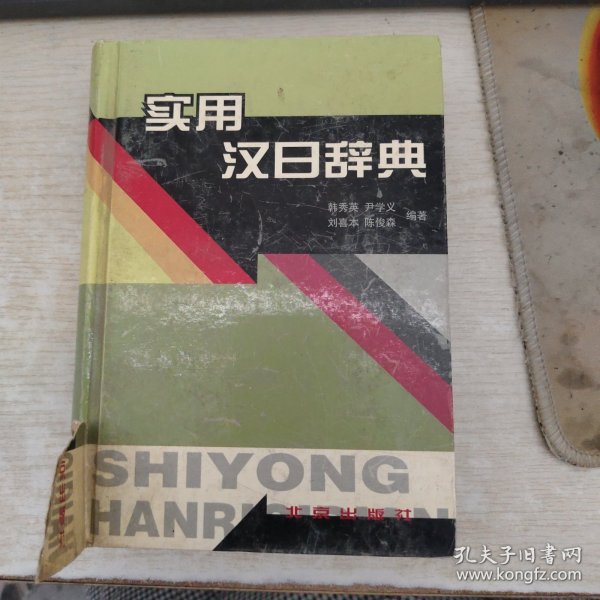 实用
汉日辞典
韩秀英 尹学义
刘喜本 陈俊森
编著
SHIYONG
HANRI
北京出版社
孔夫子旧书网
www.kongfz.com